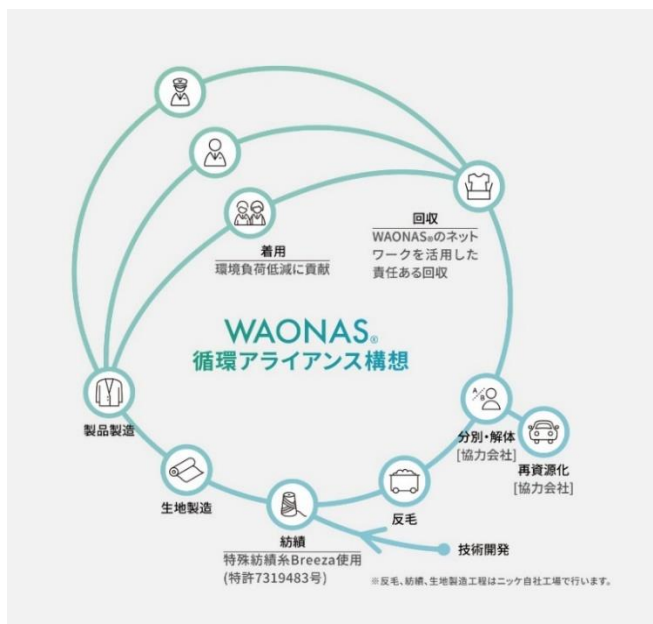 着用
環境負荷低減に貢献
回収
WAONAS®のネット
ワークを活用した
責任ある回収
WAONAS®
循環アライアンス構想
製品製造
生地製造
紡績
特殊紡績糸Breeza使用
(特許7319483号)
反毛
A/B
分別・解体
[協力会社]
再資源化
[協力会社]
技術開発
※反毛、紡績、生地製造工程はニッケ自社工場で行います。